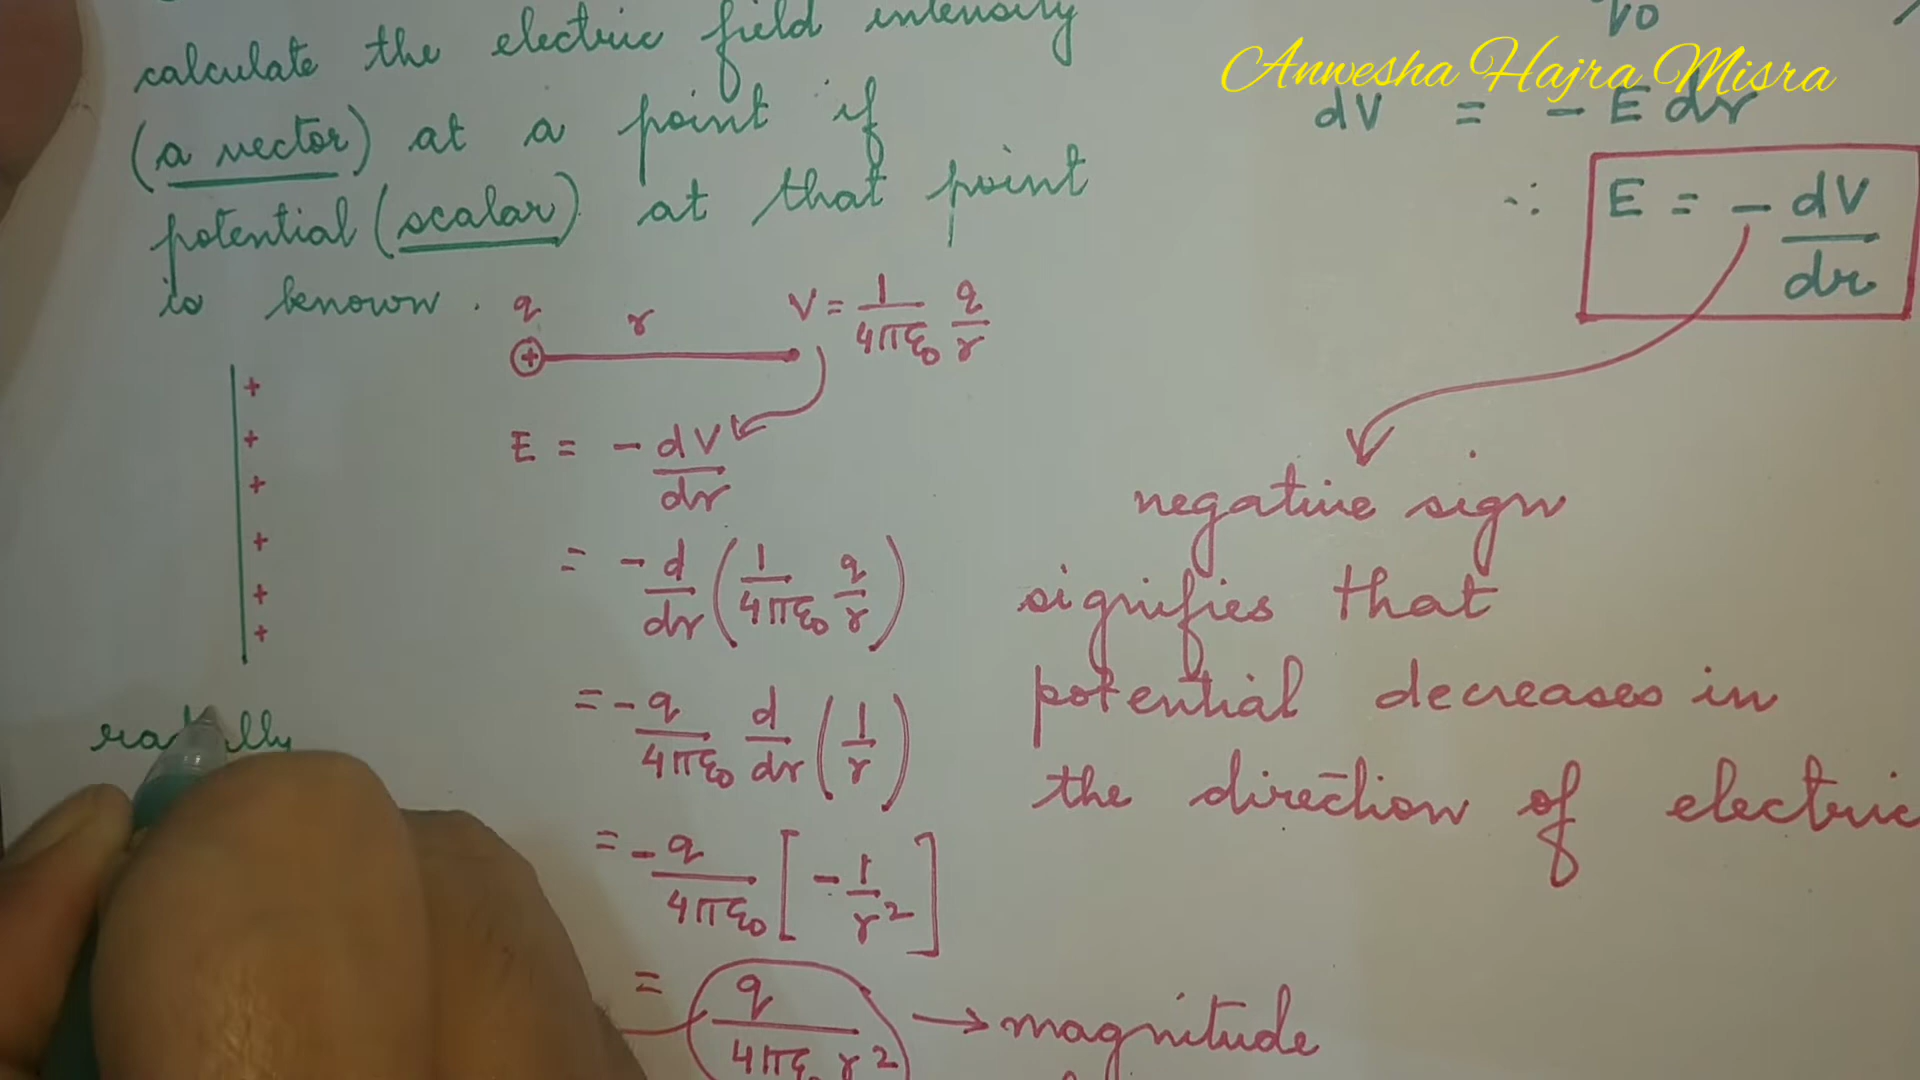 calculate the electric field intensity
(a vector) at a point if
potential (scalar) at that point
is known.
q r V = 1/4πε₀ q/r
+
+
+
+
+
+
+
E = - dV/dr
= - d/dr (1/4πε₀ q/r)
= - q/4πε₀ d/dr (1/r)
= - q/4πε₀ [- 1/r²]
= q/4πε₀ r² → magnitude
Anwesha Hajra Misra
dV = - E dr
∴ E = - dV/dr
negative sign
signifies that
potential decreases in
the direction of electric